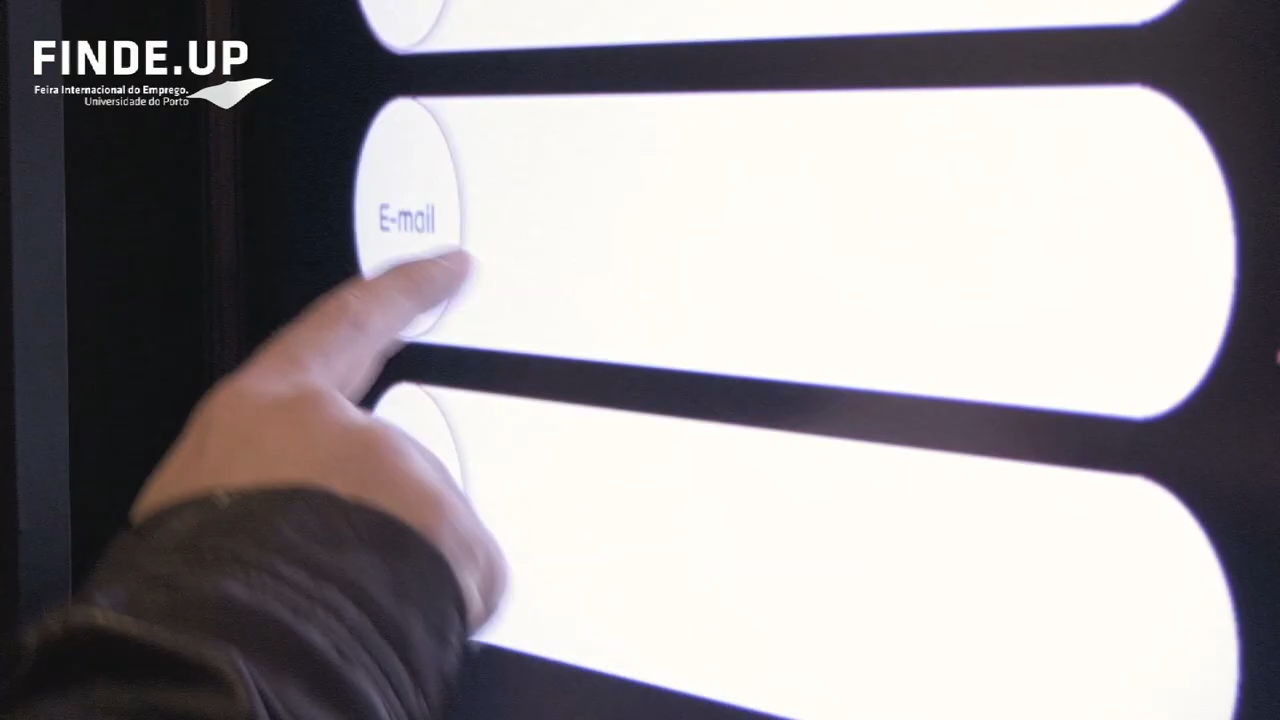 FINDE.UP
Feira Internacional do Emprego.
Universidade do Porto
E-mail